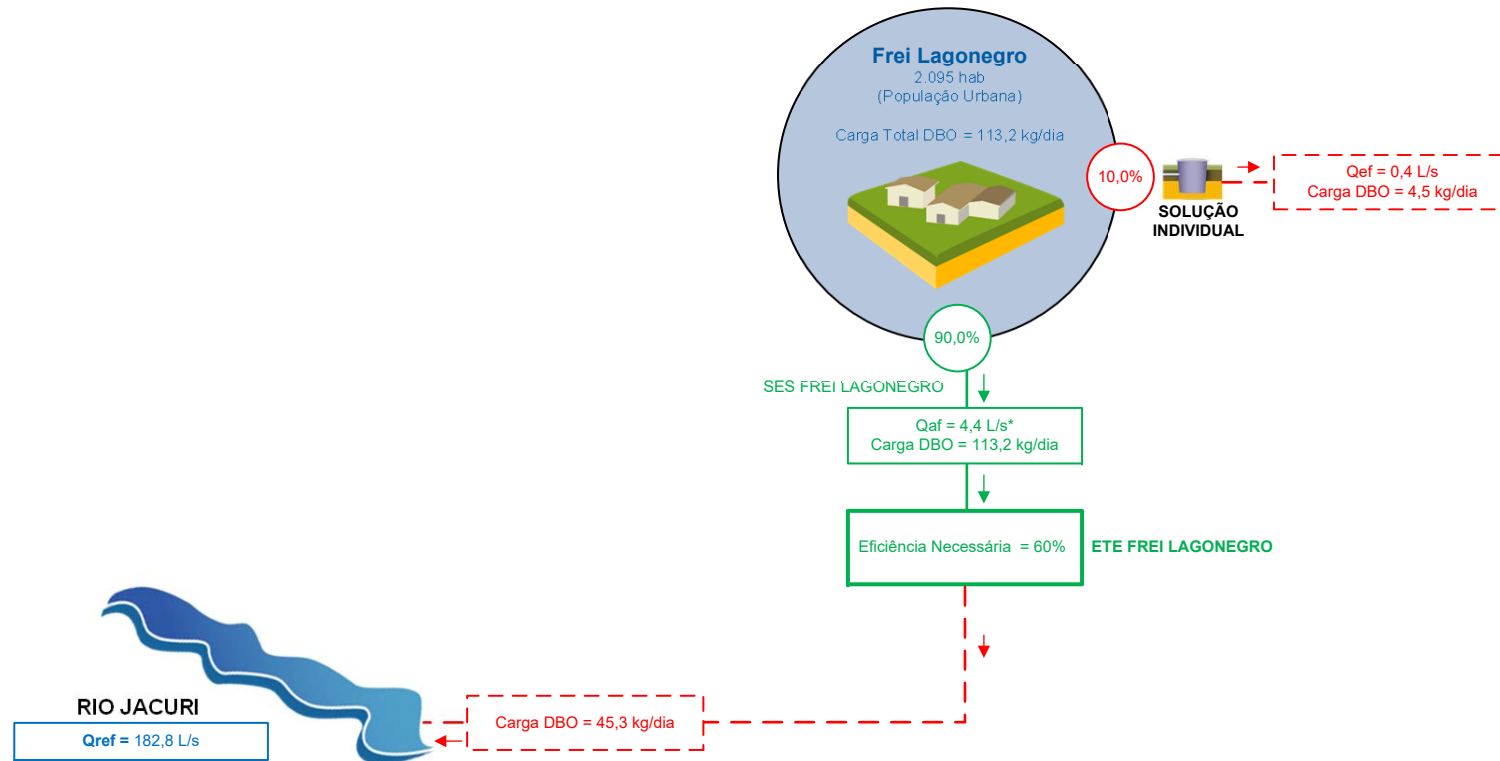 Frei Lagonegro
2.095 hab
(População Urbana)
Carga Total DBO = 113,2 kg/dia
10,0%
SOLUÇÃO
INDIVIDUAL
Qef = 0,4 L/s
Carga DBO = 4,5 kg/dia
90,0%
SES FREI LAGONEGRO
Qaf = 4,4 L/s*
Carga DBO = 113,2 kg/dia
Eficiência Necessária = 60%
ETE FREI LAGONEGRO
Carga DBO = 45,3 kg/dia
RIO JACURI
Qref = 182,8 L/s